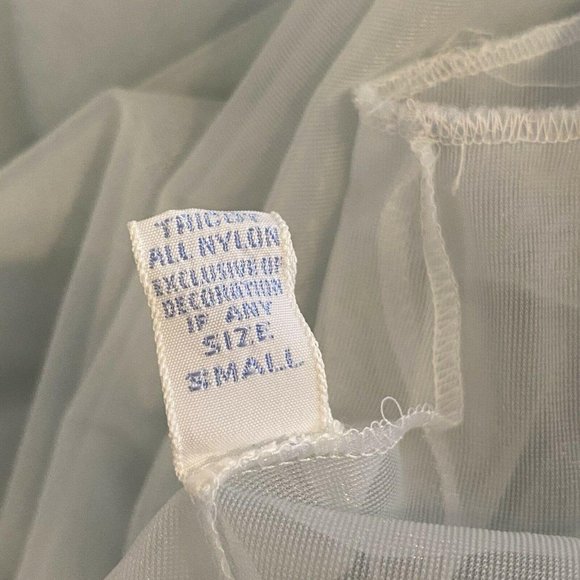 TRICOT
ALL NYLON
EXCLUSIVE OF
DECORATION
IF ANY
SIZE
SMALL